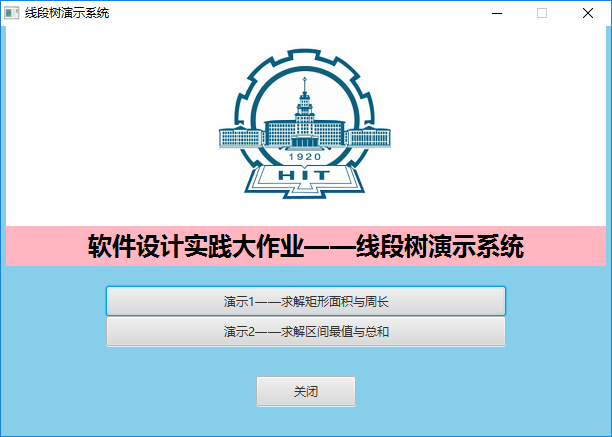 线段树演示系统
1920
HIT
软件设计实践大作业——线段树演示系统
演示1——求解矩形面积与周长
演示2——求解区间最值与总和
关闭